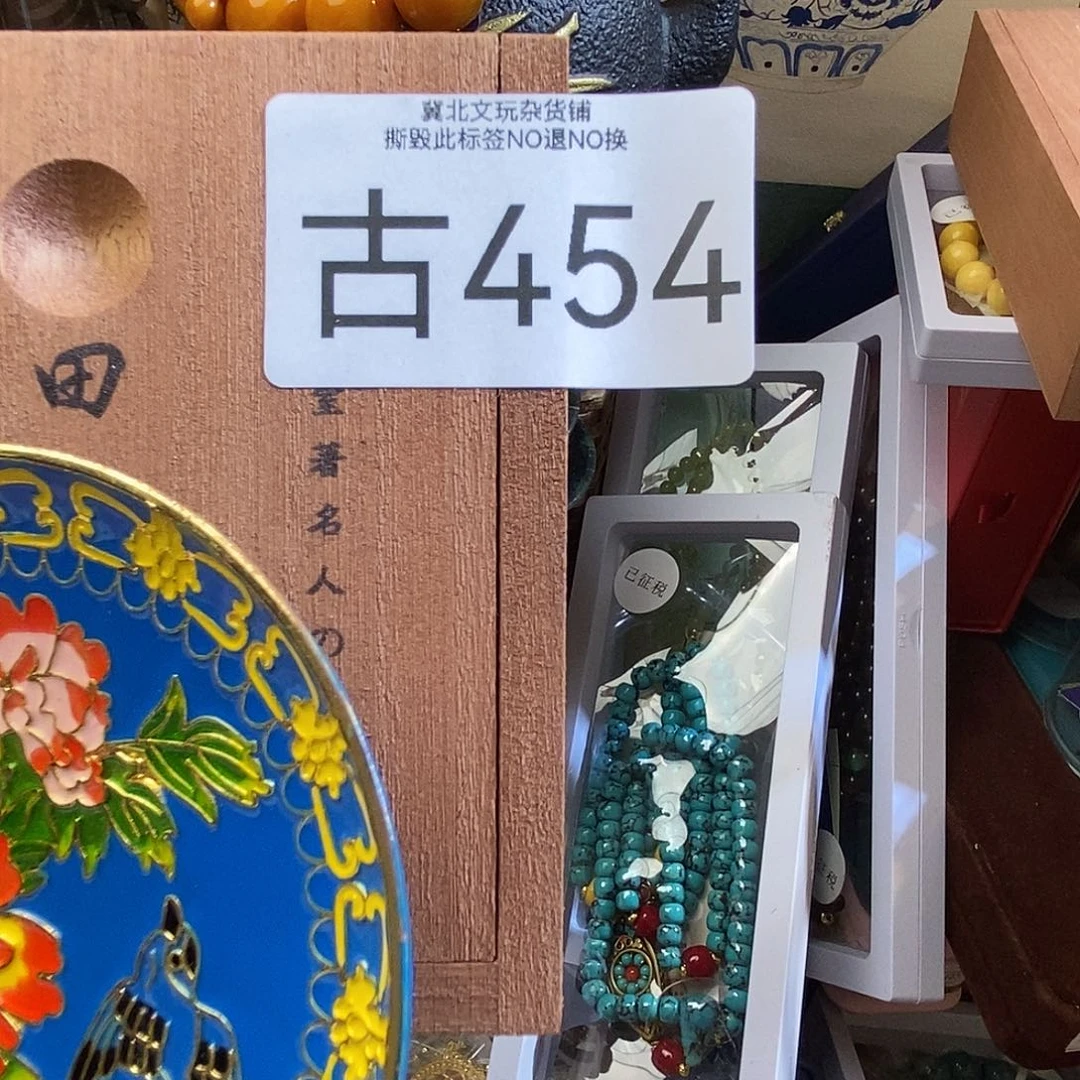 冀北文玩杂货铺
撕毁此标签NO退NO换
古454
田
著名人の
已征税
税